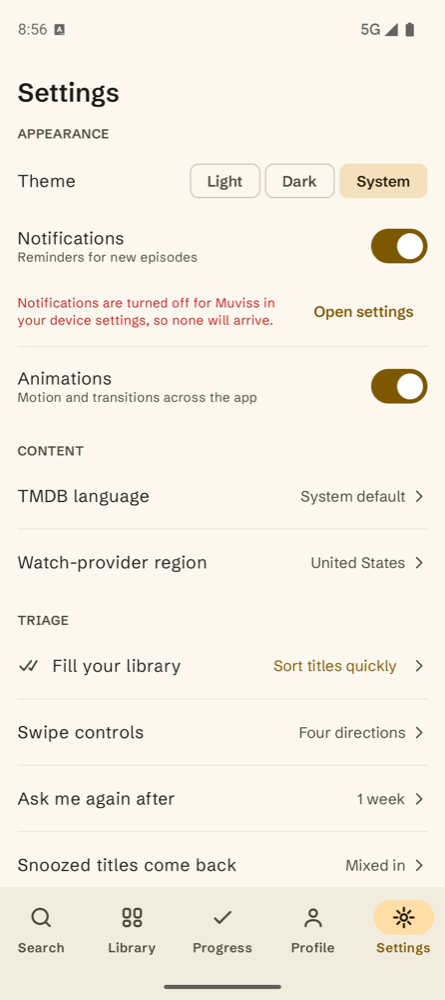 8:56
5G
Settings
APPEARANCE
Theme
Light
Dark
System
Notifications
Reminders for new episodes
Notifications are turned off for Muviss in
your device settings, so none will arrive.
Open settings
Animations
Motion and transitions across the app
CONTENT
TMDB language
System default
Watch-provider region
United States
TRIAGE
Fill your library
Sort titles quickly
Swipe controls
Four directions
Ask me again after
1 week
Snoozed titles come back
Mixed in
Search
Library
Progress
Profile
Settings